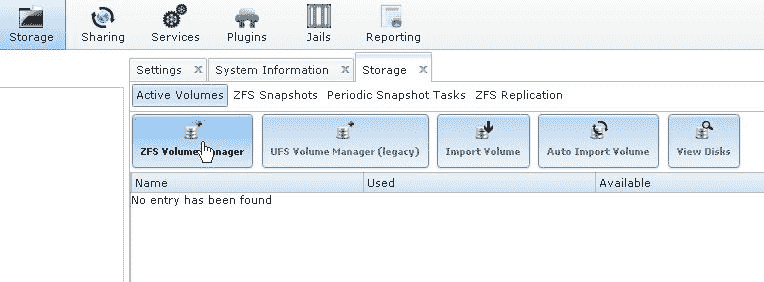 Storage Sharing Services Plugins Jails Reporting
Settings X System Information X Storage X
Active Volumes ZFS Snapshots Periodic Snapshot Tasks ZFS Replication
ZFS Volume Manager UFS Volume Manager (legacy) Import Volume Auto Import Volume View Disks
Name Used Available
No entry has been found